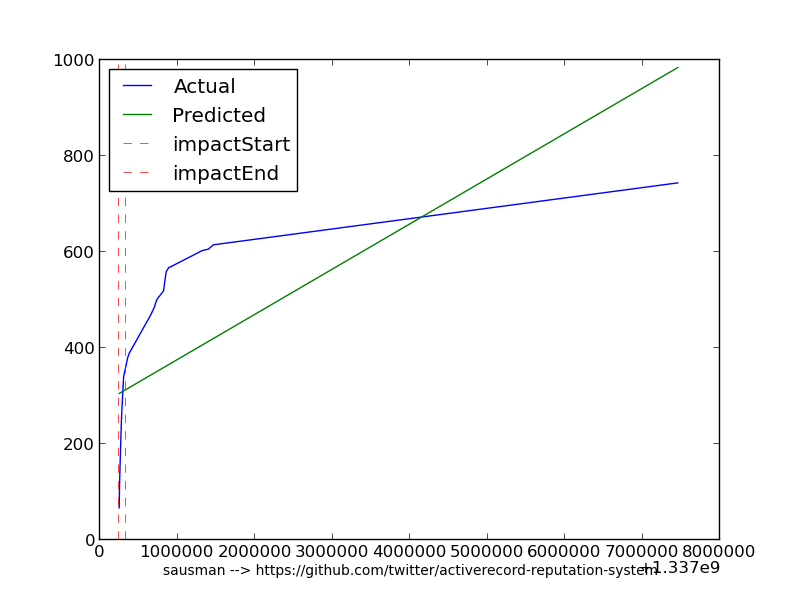 1000
Actual
Predicted
impactStart
impactEnd
800
600
400
200
0
0 1000000 2000000 3000000 4000000 5000000 6000000 7000000 8000000
+1.337e9
sausman --> https://github.com/twitter/activerecord-reputation-system